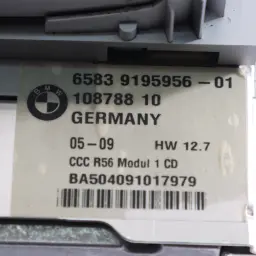 6583 9195956-01
108788 10
GERMANY
05-09 HW 12.7
CCC R56 Modul 1 CD
BA504091017979